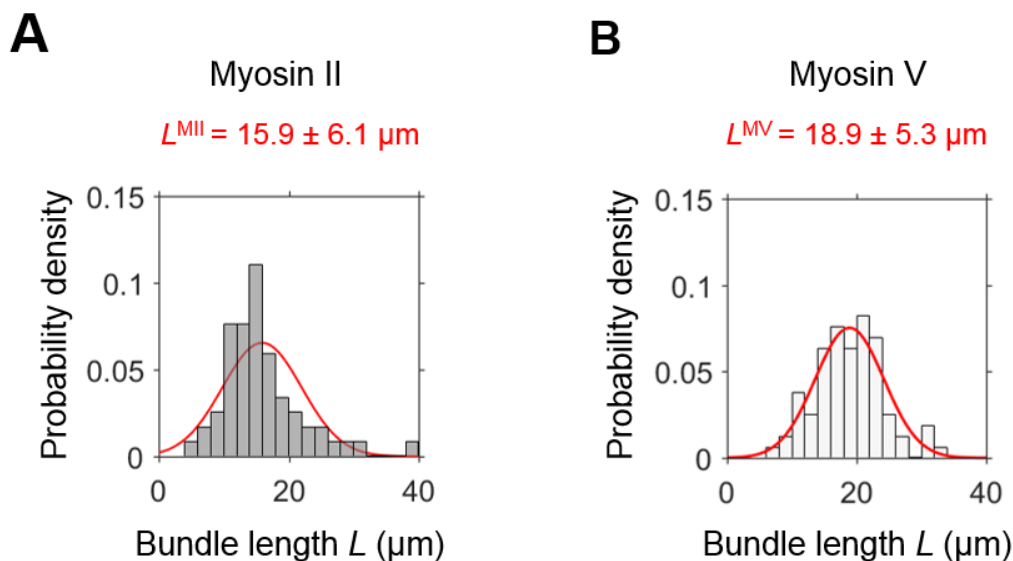 A
Myosin II
L^MII = 15.9 ± 6.1 μm
Probability density
0.15
0.1
0.05
0
0 20 40
Bundle length L (μm)
B
Myosin V
L^MV = 18.9 ± 5.3 μm
Probability density
0.15
0.1
0.05
0
0 20 40
Bundle length L (μm)